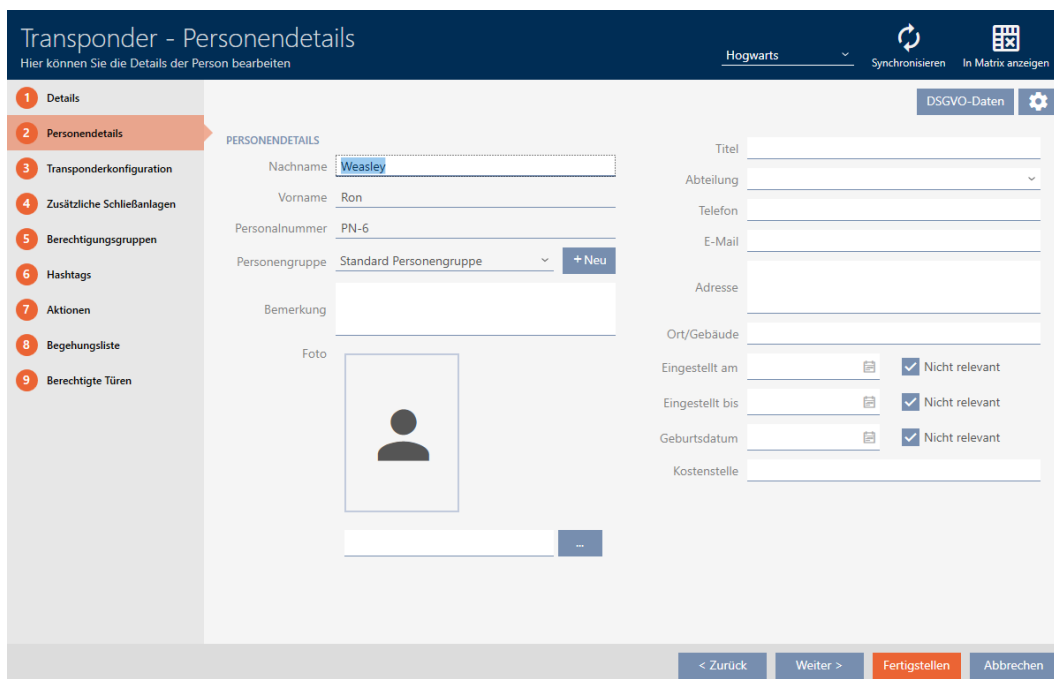 Transponder - Personendetails
Hier können Sie die Details der Person bearbeiten
Hogwarts
Synchronisieren
In Matrix anzeigen
1 Details
2 Personendetails
3 Transponderkonfiguration
4 Zusätzliche Schließanlagen
5 Berechtigungsgruppen
6 Hashtags
7 Aktionen
8 Begehungsliste
9 Berechtigte Türen
DSGVO-Daten
PERSONENDETAILS
Nachname Weasley
Vorname Ron
Personalnummer PN-6
Personengruppe Standard Personengruppe + Neu
Bemerkung
Foto
...
Titel
Abteilung
Telefon
E-Mail
Adresse
Ort/Gebäude
Eingestellt am Nicht relevant
Eingestellt bis Nicht relevant
Geburtsdatum Nicht relevant
Kostenstelle
< Zurück
Weiter >
Fertigstellen
Abbrechen